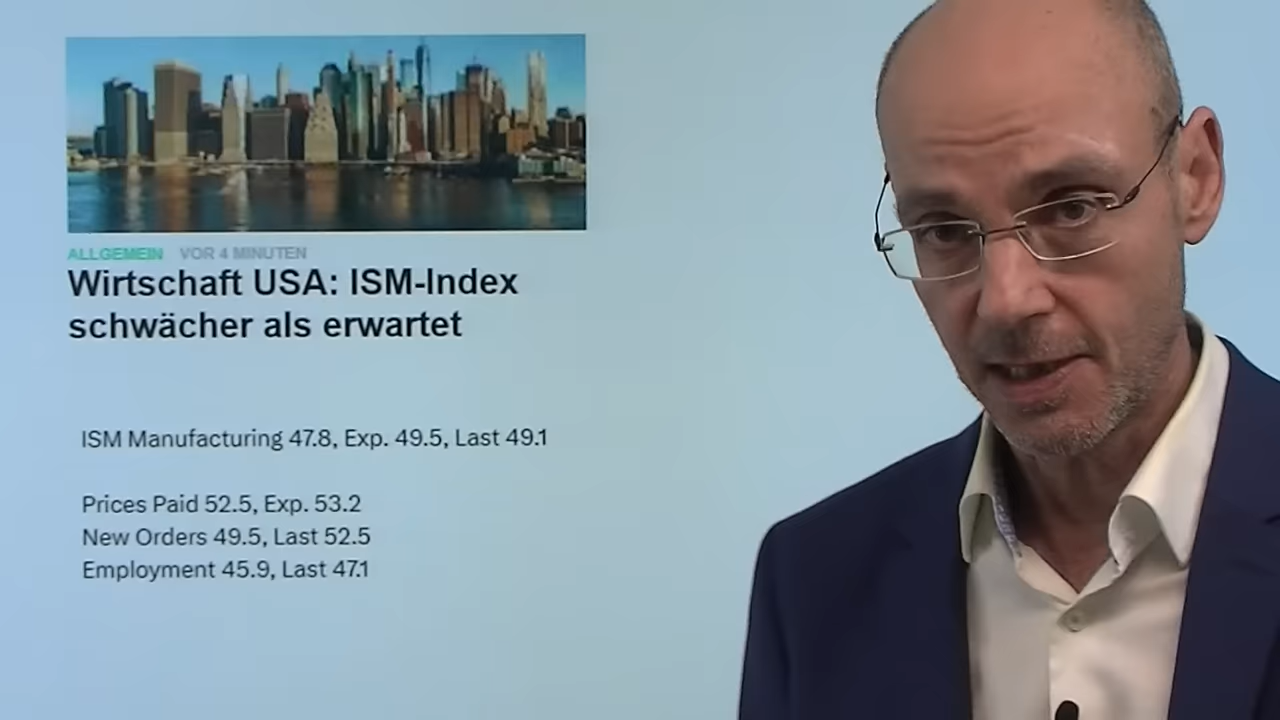 ALLGEMEIN VOR 4 MINUTEN
Wirtschaft USA: ISM-Index
schwächer als erwartet
ISM Manufacturing 47.8, Exp. 49.5, Last 49.1
Prices Paid 52.5, Exp. 53.2
New Orders 49.5, Last 52.5
Employment 45.9, Last 47.1